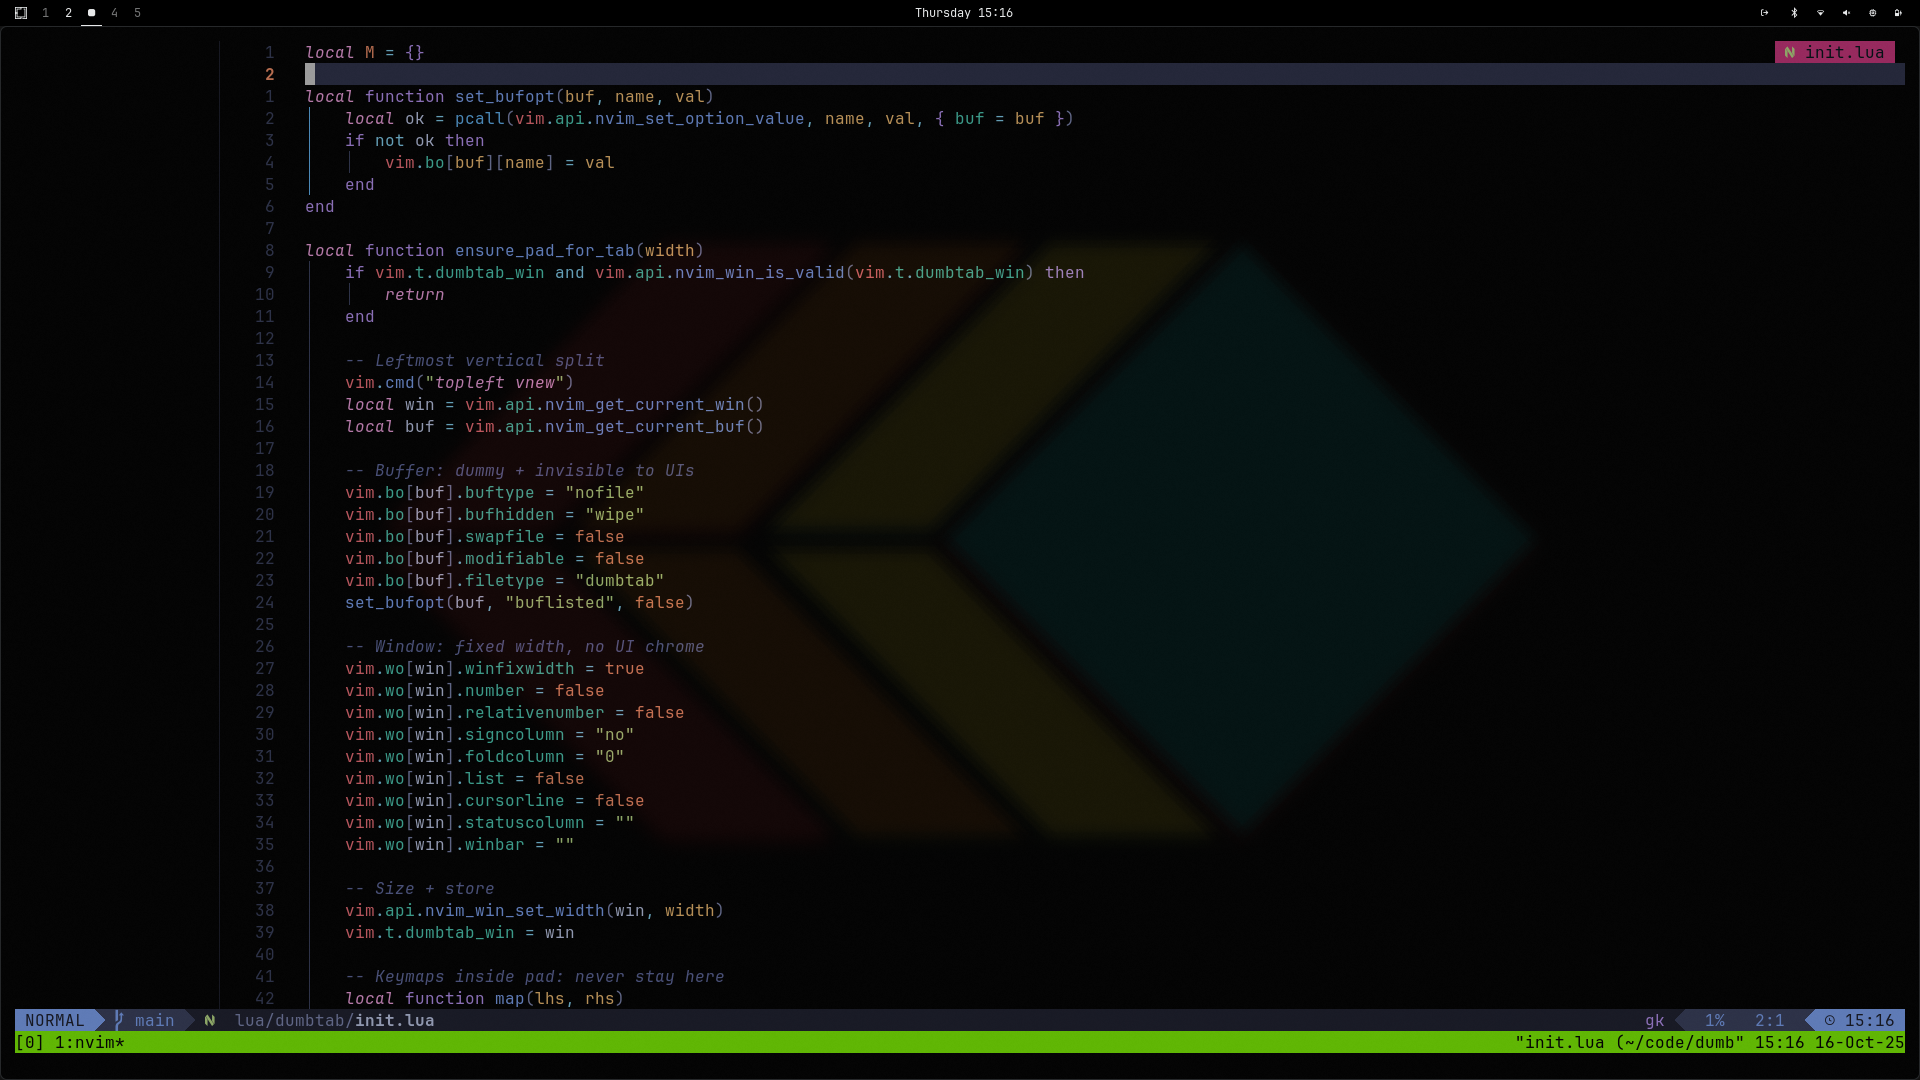 1 2 4 5 Thursday 15:16
1 local M = {} init.lua
2
1 local function set_bufopt(buf, name, val)
2 local ok = pcall(vim.api.nvim_set_option_value, name, val, { buf = buf })
3 if not ok then
4 vim.bo[buf][name] = val
5 end
6 end
7
8 local function ensure_pad_for_tab(width)
9 if vim.t.dumbtab_win and vim.api.nvim_win_is_valid(vim.t.dumbtab_win) then
10 return
11 end
12
13 -- Leftmost vertical split
14 vim.cmd("topleft vnew")
15 local win = vim.api.nvim_get_current_win()
16 local buf = vim.api.nvim_get_current_buf()
17
18 -- Buffer: dummy + invisible to UIs
19 vim.bo[buf].buftype = "nofile"
20 vim.bo[buf].bufhidden = "wipe"
21 vim.bo[buf].swapfile = false
22 vim.bo[buf].modifiable = false
23 vim.bo[buf].filetype = "dumbtab"
24 set_bufopt(buf, "buflisted", false)
25
26 -- Window: fixed width, no UI chrome
27 vim.wo[win].winfixwidth = true
28 vim.wo[win].number = false
29 vim.wo[win].relativenumber = false
30 vim.wo[win].signcolumn = "no"
31 vim.wo[win].foldcolumn = "0"
32 vim.wo[win].list = false
33 vim.wo[win].cursorline = false
34 vim.wo[win].statuscolumn = ""
35 vim.wo[win].winbar = ""
36
37 -- Size + store
38 vim.api.nvim_win_set_width(win, width)
39 vim.t.dumbtab_win = win
40
41 -- Keymaps inside pad: never stay here
42 local function map(lhs, rhs)
NORMAL main lua/dumbtab/init.lua gk 1% 2:1 15:16
[0] 1:nvim* "init.lua (~/code/dumb" 15:16 16-Oct-25